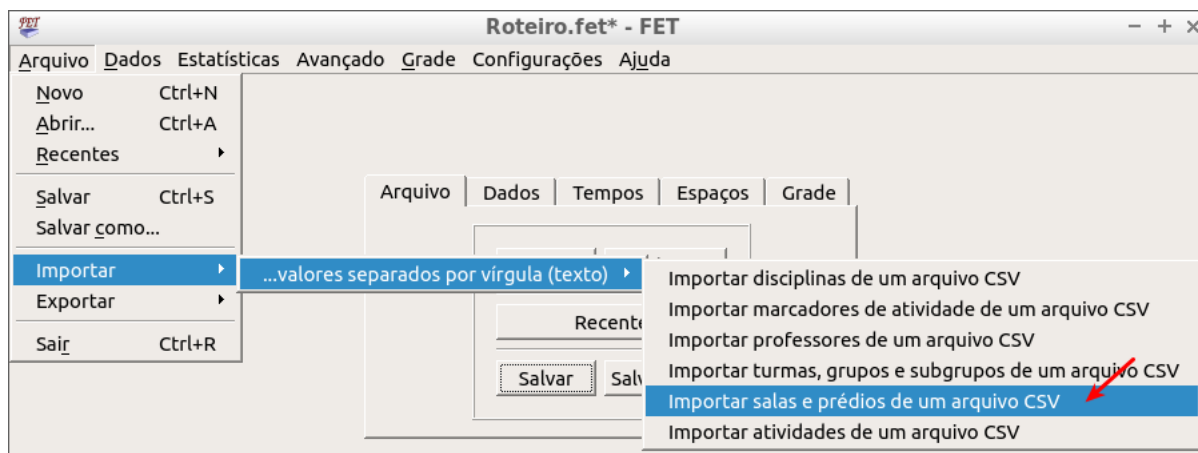 FET
Roteiro.fet* - FET
Arquivo Dados Estatísticas Avançado Grade Configurações Ajuda
Novo Ctrl+N
Abrir... Ctrl+A
Recentes
Salvar Ctrl+S
Salvar como...
Importar
Exportar
Sair Ctrl+R
...valores separados por vírgula (texto)
Importar disciplinas de um arquivo CSV
Importar marcadores de atividade de um arquivo CSV
Importar professores de um arquivo CSV
Importar turmas, grupos e subgrupos de um arquivo CSV
Importar salas e prédios de um arquivo CSV
Importar atividades de um arquivo CSV
Arquivo Dados Tempos Espaços Grade
Recente
Salvar Salv